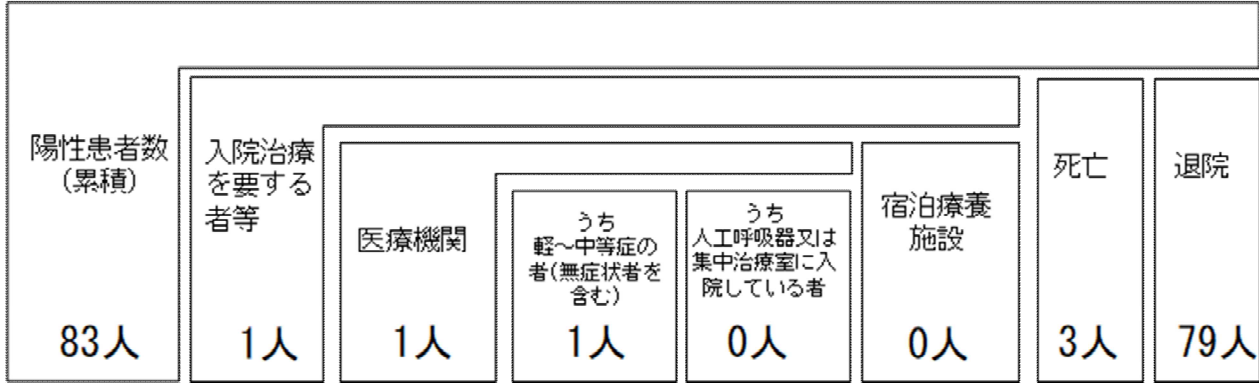 陽性患者数
(累積)
83人
入院治療
を要する
者等
1人
医療機関
1人
うち
軽～中等症の
者(無症状者を
含む)
1人
うち
人工呼吸器又は
集中治療室に入
院している者
0人
宿泊療養
施設
0人
死亡
3人
退院
79人